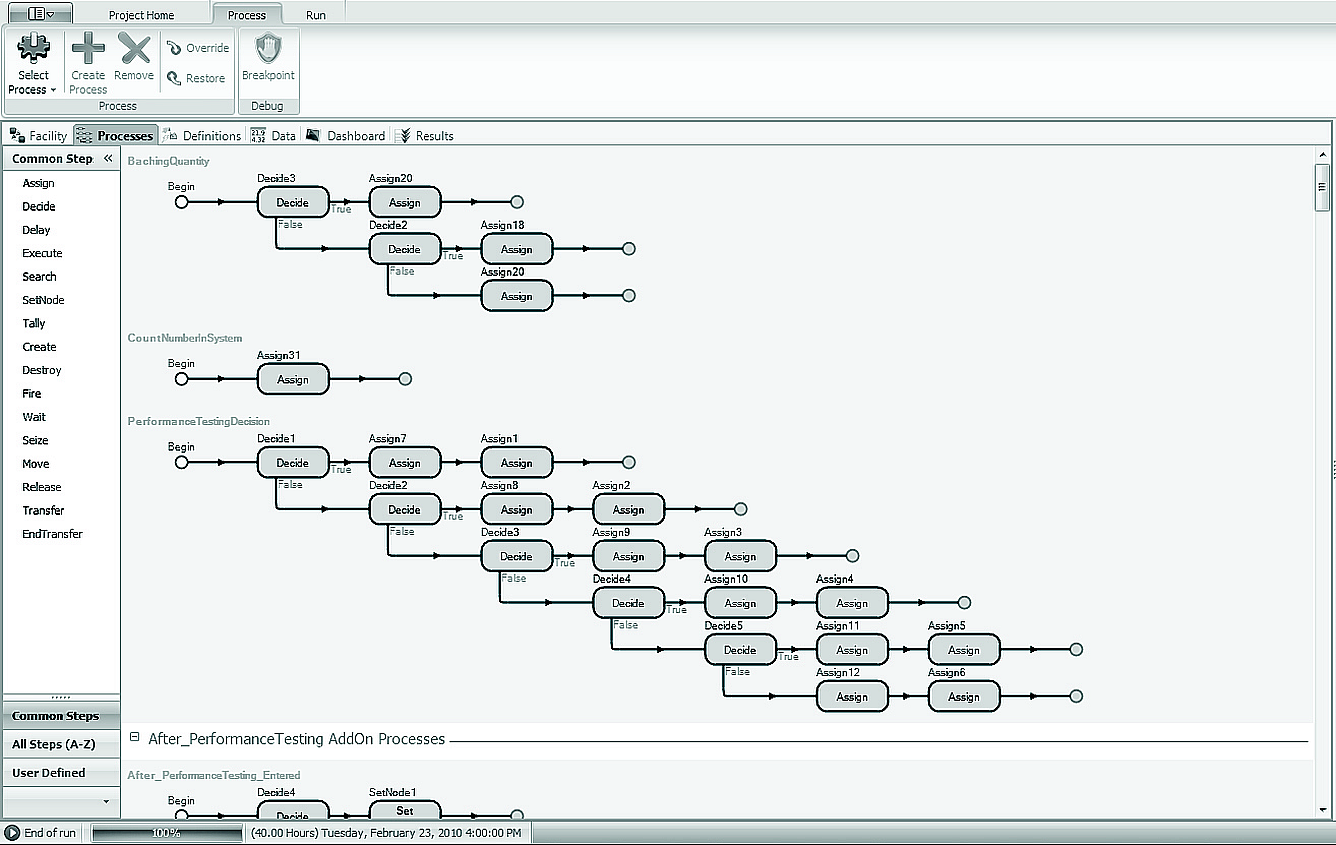 Project Home Process Run
Select Process Create Process Remove Override Restore Breakpoint
Process Debug
Facility Processes Definitions Data Dashboard Results
Common Step «
Assign
Decide
Delay
Execute
Search
SetNode
Tally
Create
Destroy
Fire
Wait
Seize
Move
Release
Transfer
EndTransfer
Common Steps
All Steps (A-Z)
User Defined
BachingQuantity
Begin Decide3 Assign20
Decide Assign
True
False Decide2 Assign18
Decide Assign
True
False Assign20
Assign
CountNumberInSystem
Begin Assign31
Assign
PerformanceTestingDecision
Begin Decide1 Assign7 Assign1
Decide Assign Assign
True
False Decide2 Assign8 Assign2
Decide Assign Assign
True
False Decide3 Assign9 Assign3
Decide Assign Assign
True
False Decide4 Assign10 Assign4
Decide Assign Assign
True
False Decide5 Assign11 Assign5
Decide Assign Assign
True
False Assign12 Assign6
Assign Assign
After_PerformanceTesting AddOn Processes
After_PerformanceTesting_Entered
Begin Decide4 SetNode1
Decide Set
End of run 100% (40.00 Hours) Tuesday, February 23, 2010 4:00:00 PM